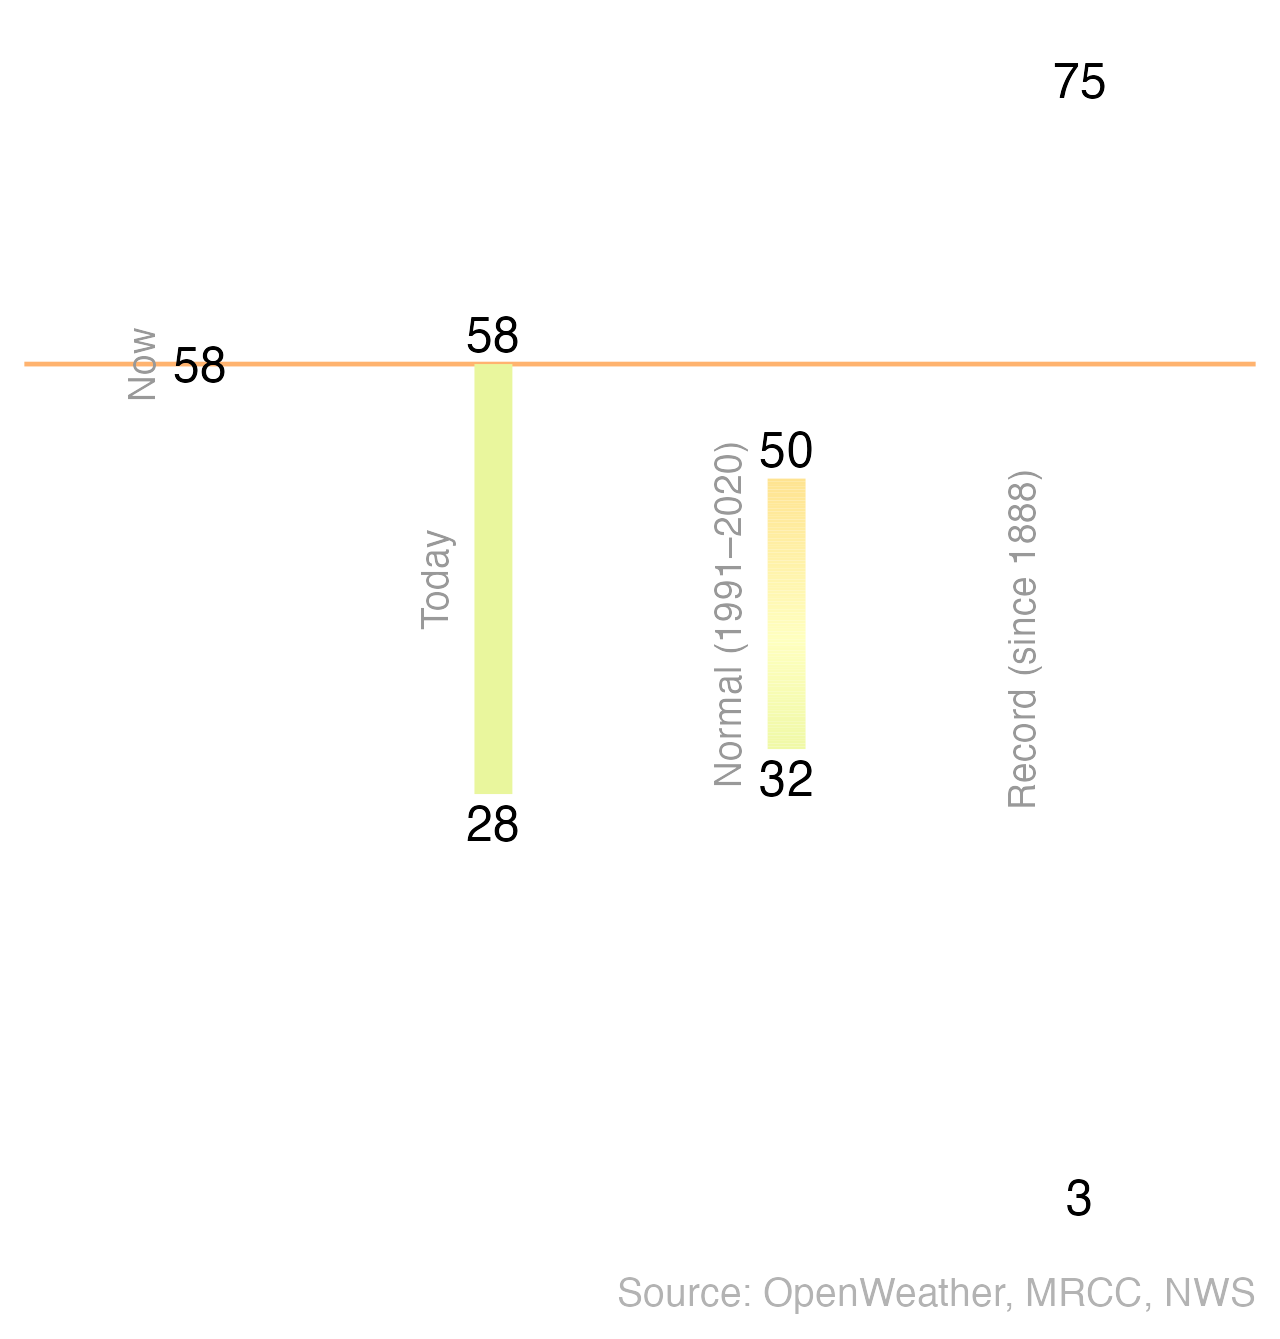 75
Now
58
58
Today
28
Normal (1991–2020)
50
32
Record (since 1888)
3
Source: OpenWeather, MRCC, NWS